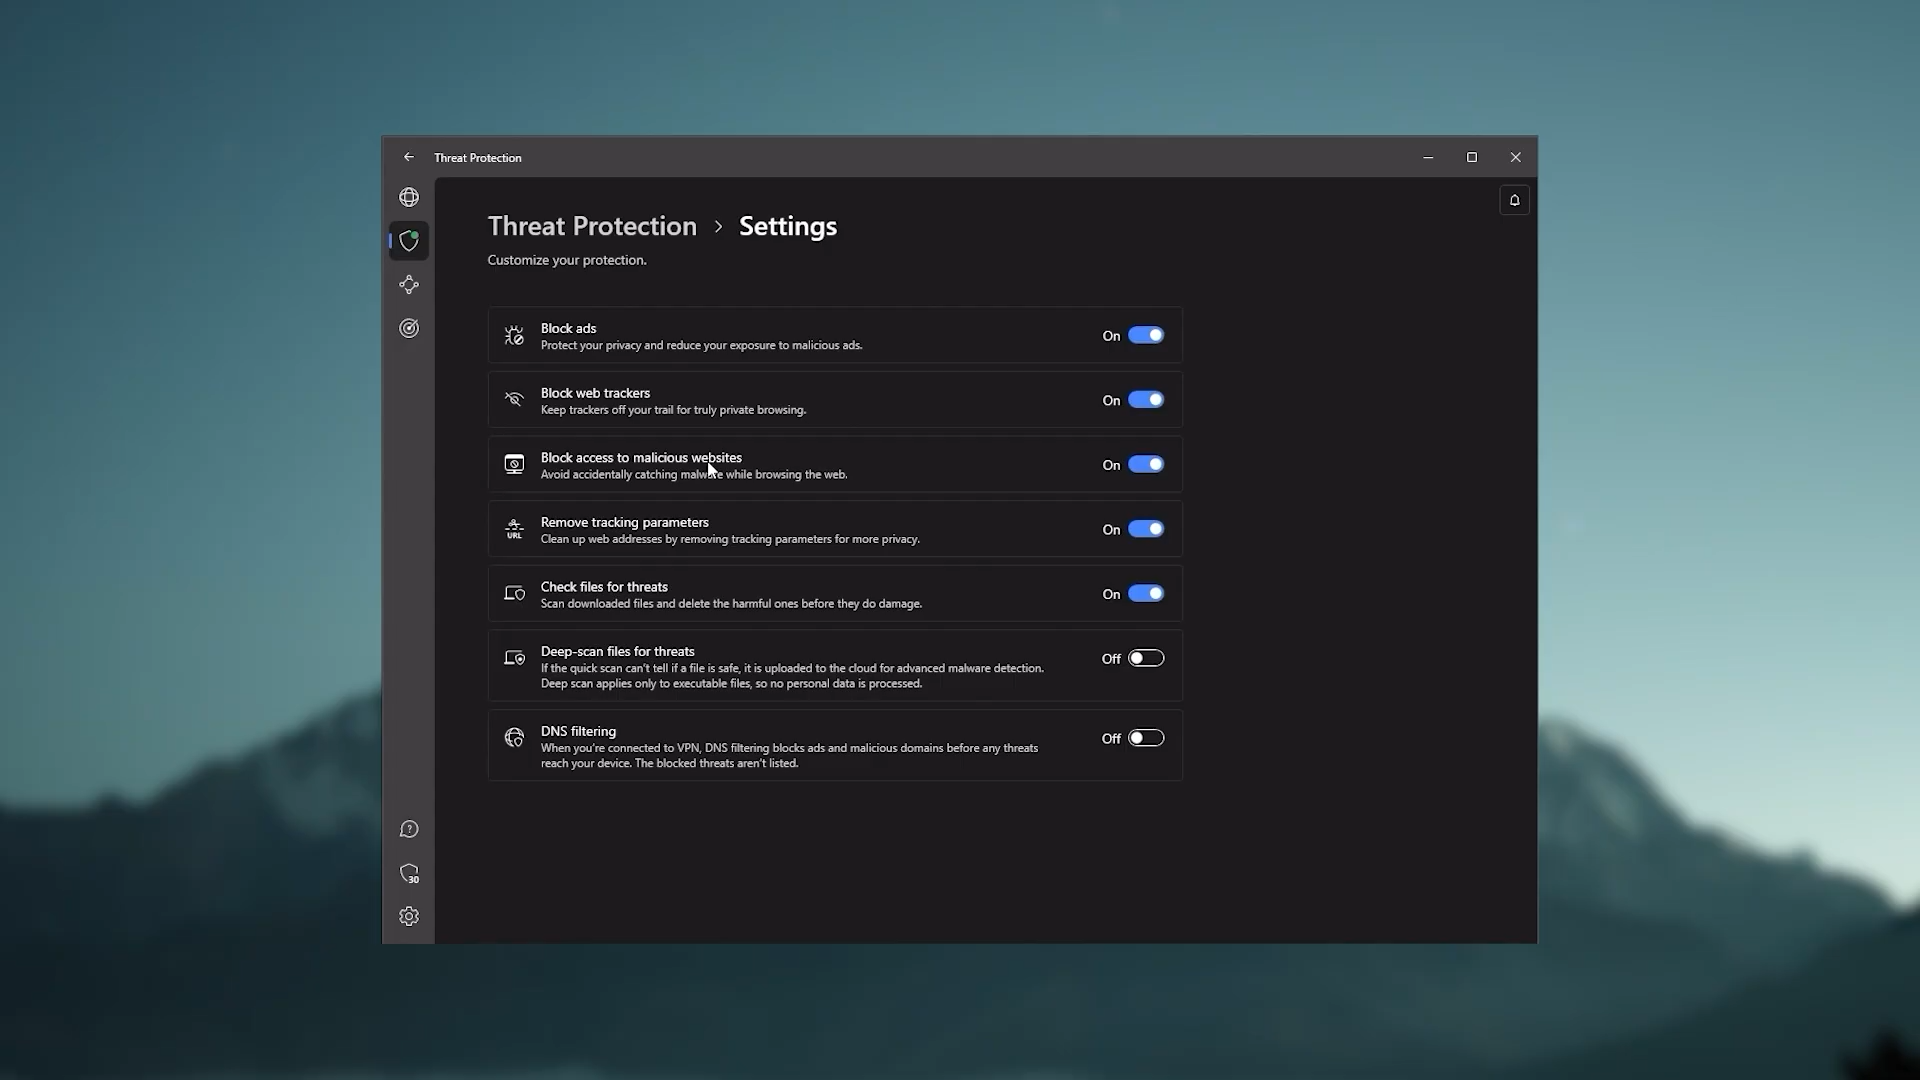 Threat Protection
Threat Protection > Settings
Customize your protection.
Block ads
Protect your privacy and reduce your exposure to malicious ads.
On
Block web trackers
Keep trackers off your trail for truly private browsing.
On
Block access to malicious websites
Avoid accidentally catching malware while browsing the web.
On
URL
Remove tracking parameters
Clean up web addresses by removing tracking parameters for more privacy.
On
Check files for threats
Scan downloaded files and delete the harmful ones before they do damage.
On
Deep-scan files for threats
If the quick scan can't tell if a file is safe, it is uploaded to the cloud for advanced malware detection.
Deep scan applies only to executable files, so no personal data is processed.
Off
DNS filtering
When you're connected to VPN, DNS filtering blocks ads and malicious domains before any threats
reach your device. The blocked threats aren't listed.
Off
30